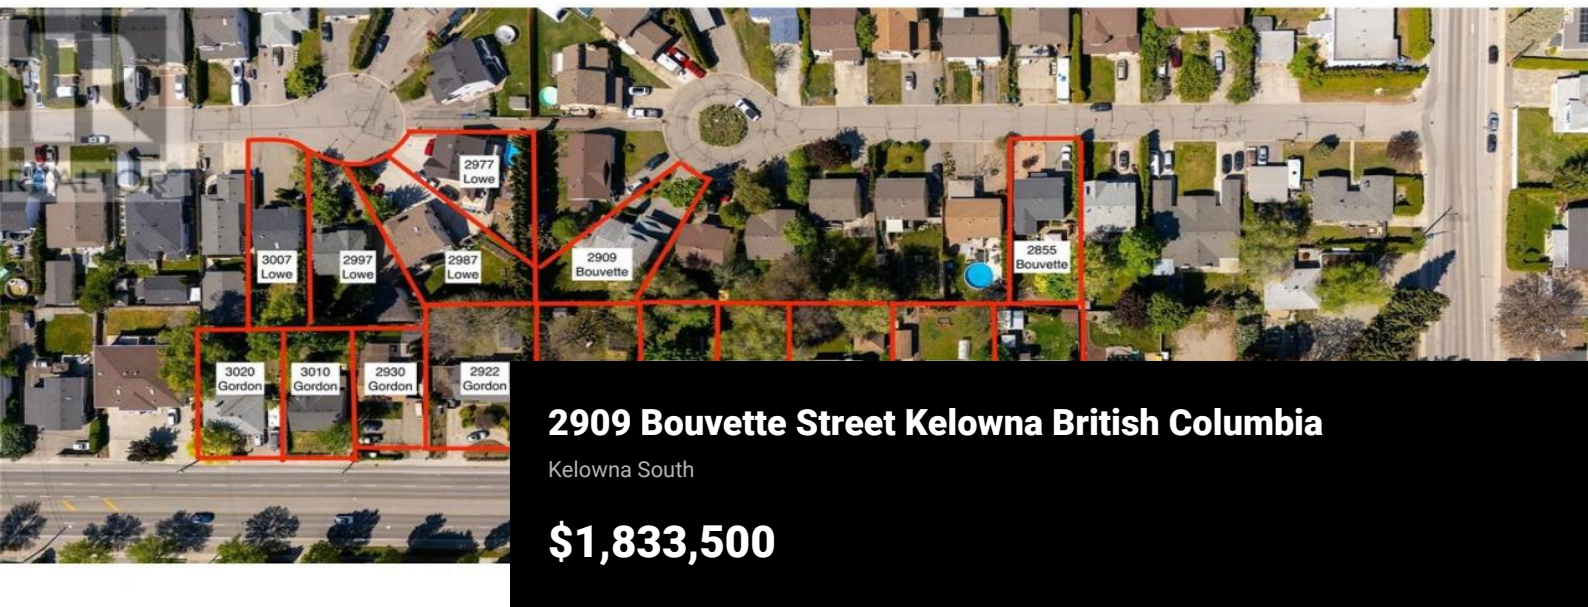 REALTOR®
2977
Lowe
3007
Lowe
2997
Lowe
2987
Lowe
2909
Bouvette
2855
Bouvette
3020
Gordon
3010
Gordon
2930
Gordon
2922
Gordon
2909 Bouvette Street Kelowna British Columbia
Kelowna South
$1,833,500